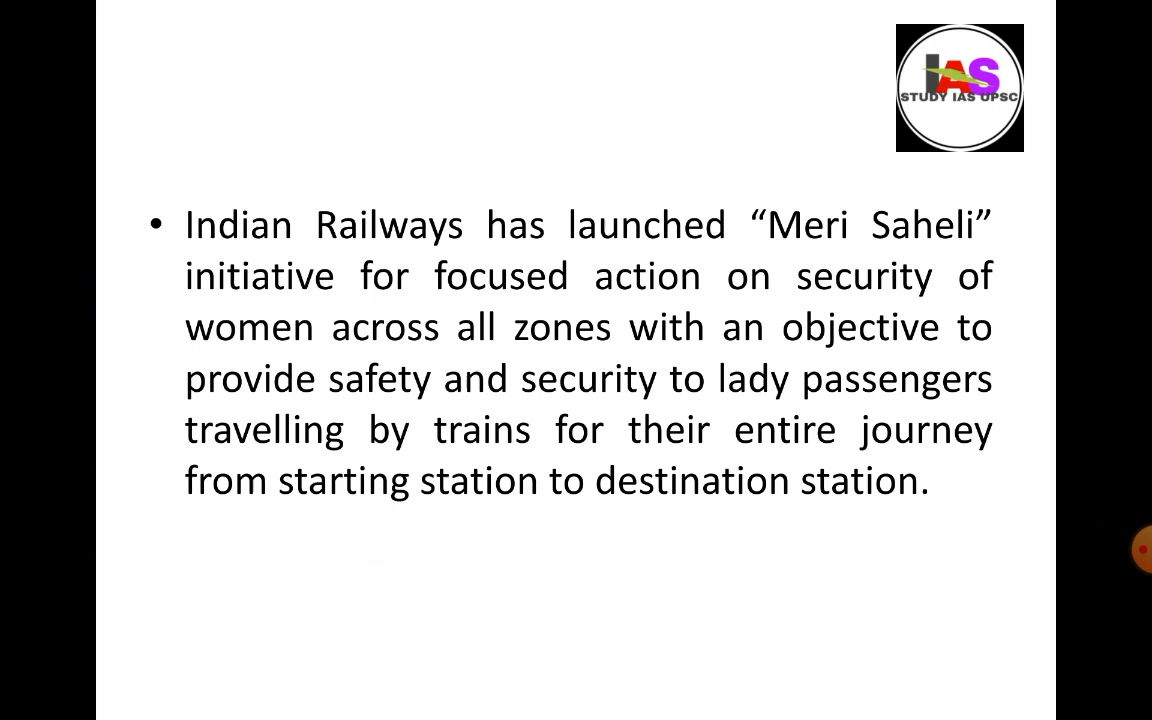 IAS
STUDY IAS UPSC
• Indian Railways has launched “Meri Saheli”
initiative for focused action on security of
women across all zones with an objective to
provide safety and security to lady passengers
travelling by trains for their entire journey
from starting station to destination station.